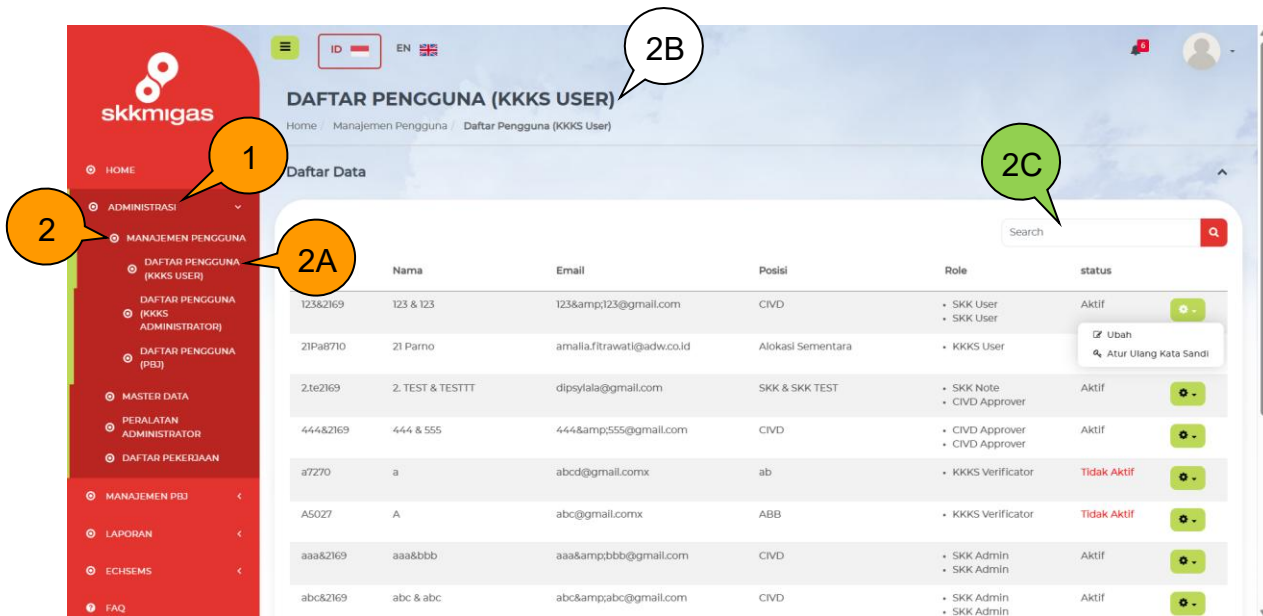 2B
ID
EN
6
skkmigas
DAFTAR PENGGUNA (KKKS USER)
Home / Manajemen Pengguna / Daftar Pengguna (KKKS User)
1
2C
HOME
Daftar Data
ADMINISTRASI
2
MANAJEMEN PENGGUNA
Search
2A
DAFTAR PENGGUNA
(KKKS USER)
DAFTAR PENGGUNA
(KKKS
ADMINISTRATOR)
DAFTAR PENGGUNA
(PBJ)
MASTER DATA
PERALATAN
ADMINISTRATOR
DAFTAR PEKERJAAN
MANAJEMEN PBJ
LAPORAN
ECHSEMS
FAQ
Nama Email Posisi Role status
123&2169 123 & 123 123&amp;123@gmail.com CIVD • SKK User Aktif
• SKK User
Ubah
Atur Ulang Kata Sandi
21Pa8710 21 Parno amalia.fitrawati@adw.co.id Alokasi Sementara • KKKS User
2.te2169 2. TEST & TESTTT dipsylala@gmail.com SKK & SKK TEST • SKK Note Aktif
• CIVD Approver
444&2169 444 & 555 444&amp;555@gmail.com CIVD • CIVD Approver Aktif
• CIVD Approver
a7270 a abcd@gmail.comx ab • KKKS Verificator Tidak Aktif
A5027 A abc@gmail.comx ABB • KKKS Verificator Tidak Aktif
aaa&2169 aaa&bbb aaa&amp;bbb@gmail.com CIVD • SKK Admin Aktif
• SKK Admin
abc&2169 abc & abc abc&amp;abc@gmail.com CIVD • SKK Admin Aktif
• SKK Admin